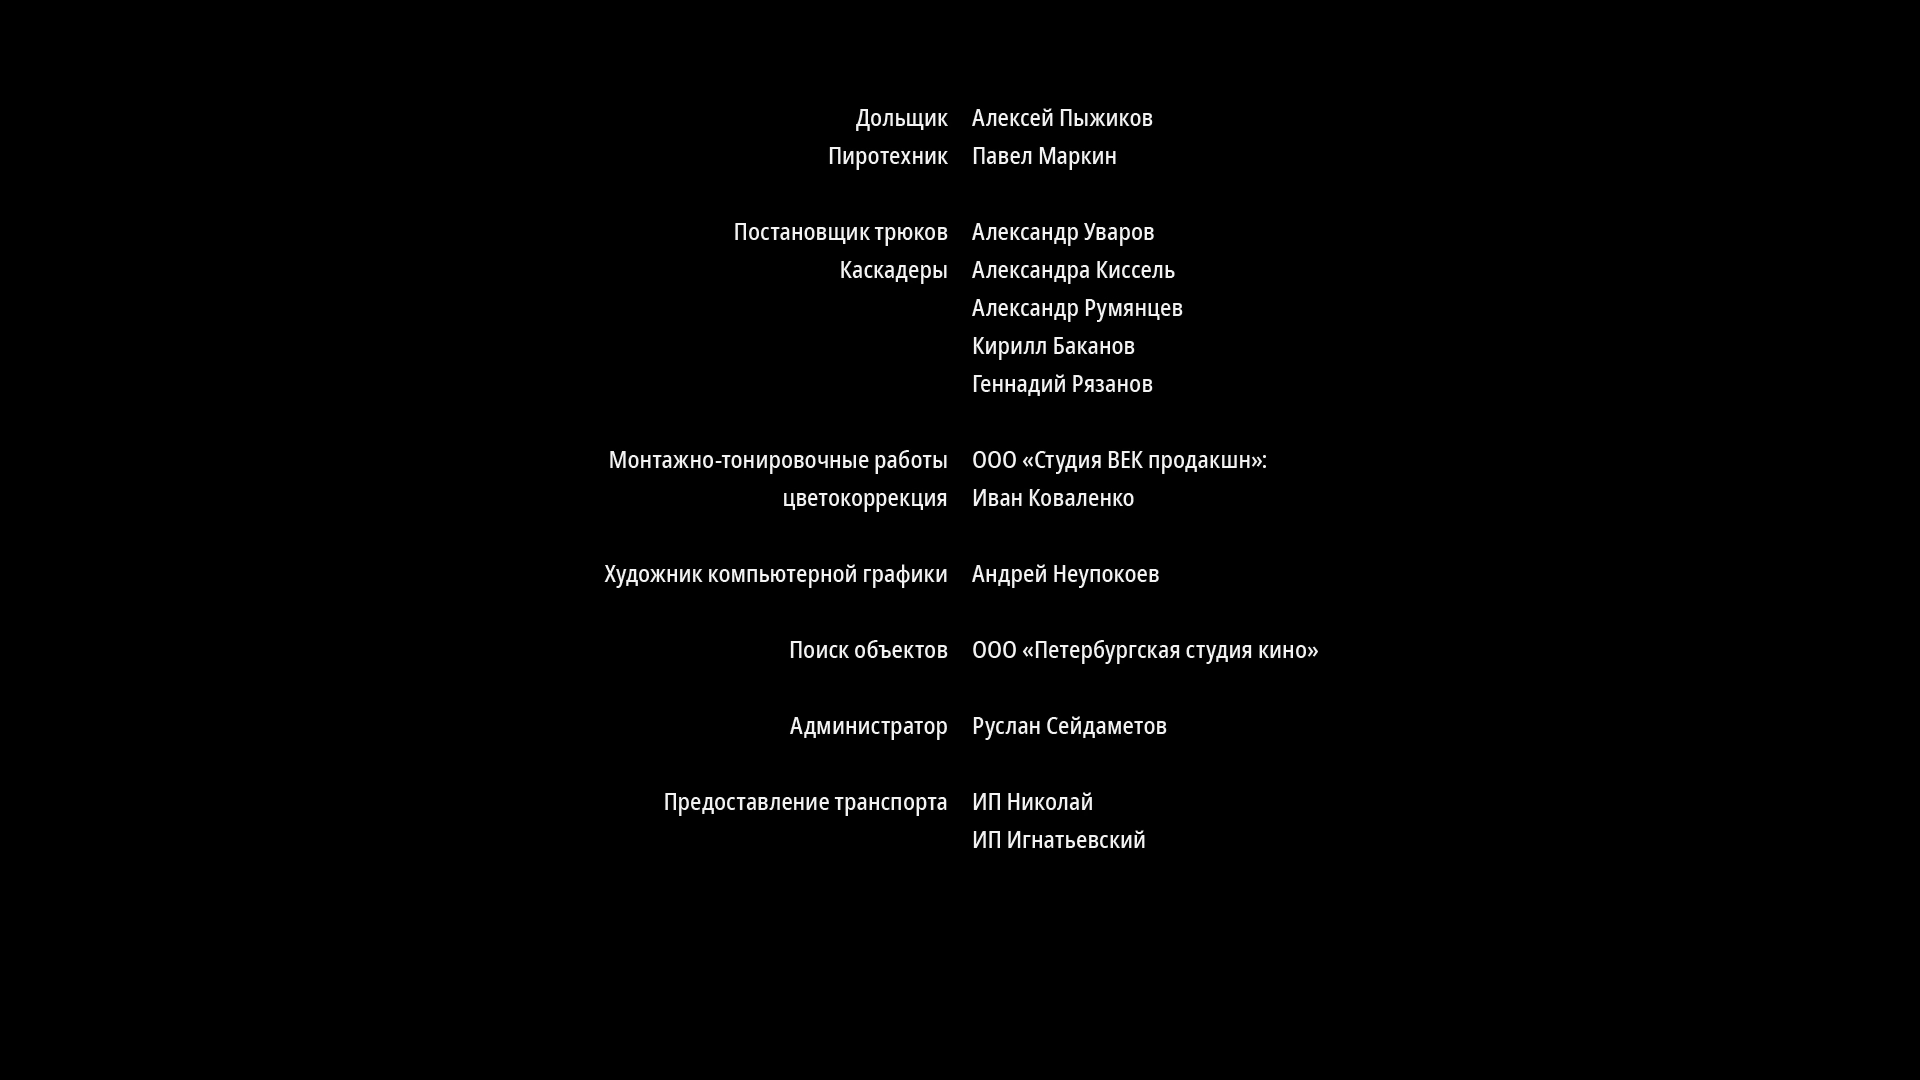 Дольщик Алексей Пыжиков
Пиротехник Павел Маркин
Постановщик трюков Александр Уваров
Каскадеры Александра Киссель
Александр Румянцев
Кирилл Баканов
Геннадий Рязанов
Монтажно-тонировочные работы ООО «Студия ВЕК продакшн»:
цветокоррекция Иван Коваленко
Художник компьютерной графики Андрей Неупокоев
Поиск объектов ООО «Петербургская студия кино»
Администратор Руслан Сейдаметов
Предоставление транспорта ИП Николай
ИП Игнатьевский